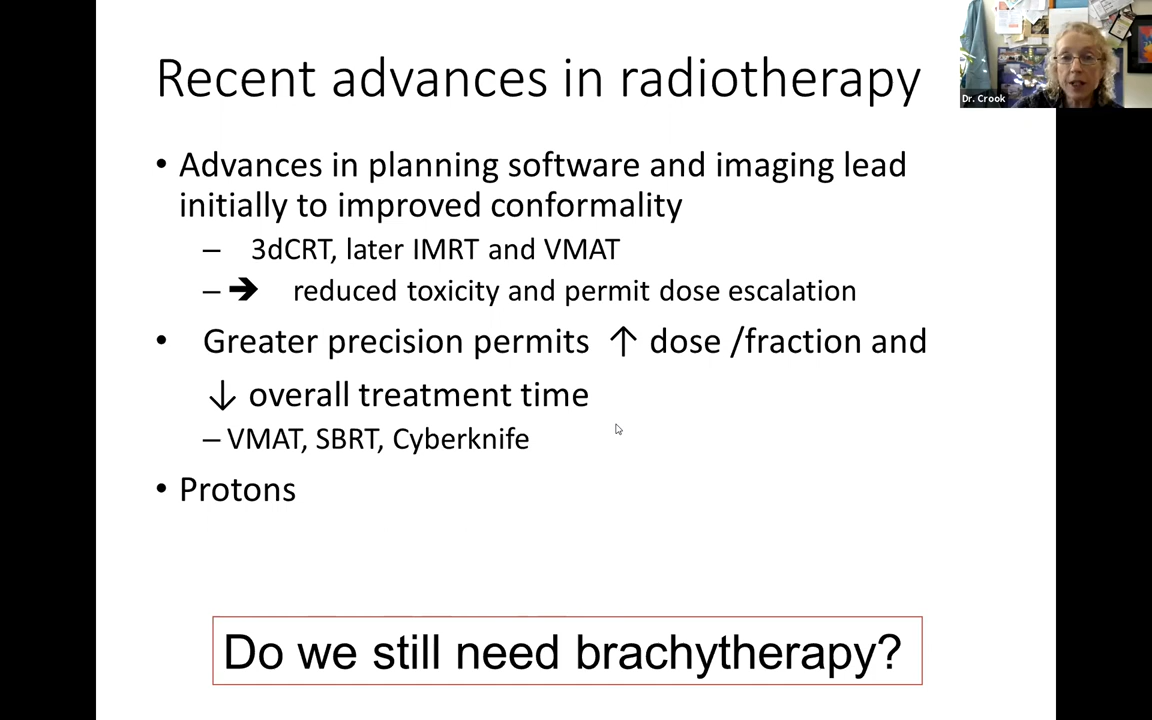 Recent advances in radiotherapy
Dr. Crook
• Advances in planning software and imaging lead
initially to improved conformality
– 3dCRT, later IMRT and VMAT
– ➔ reduced toxicity and permit dose escalation
• Greater precision permits ↑ dose /fraction and
↓ overall treatment time
– VMAT, SBRT, Cyberknife
• Protons
Do we still need brachytherapy?